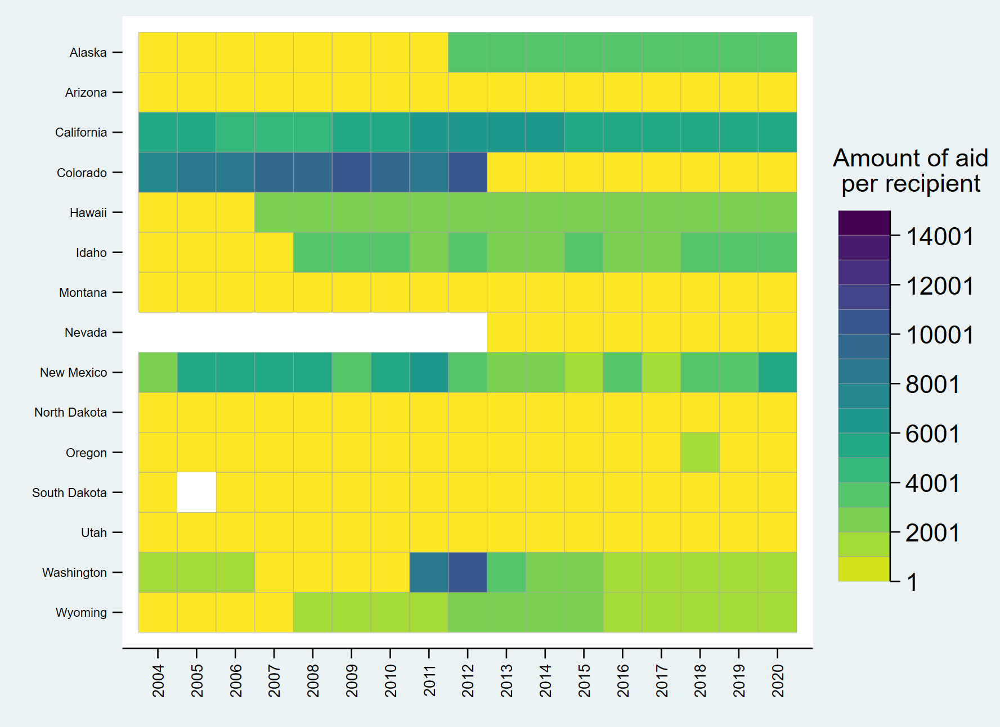 Alaska
Arizona
California
Colorado
Hawaii
Idaho
Montana
Nevada
New Mexico
North Dakota
Oregon
South Dakota
Utah
Washington
Wyoming
2004
2005
2006
2007
2008
2009
2010
2011
2012
2013
2014
2015
2016
2017
2018
2019
2020
Amount of aid
per recipient
14001
12001
10001
8001
6001
4001
2001
1